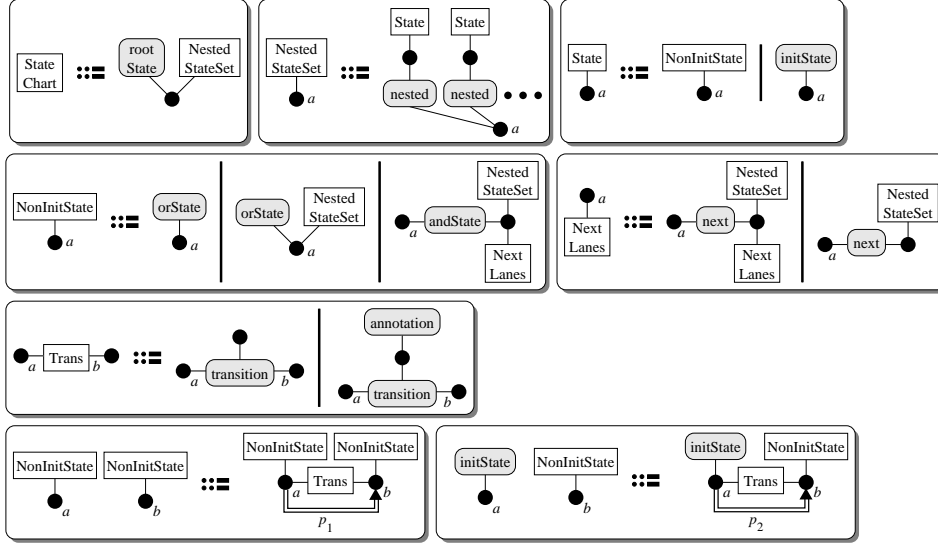 State
Chart
::=
root
State
Nested
StateSet
Nested
StateSet
a
::=
State
State
nested
nested
•••
a
State
a
::=
NonInitState
a
initState
a
NonInitState
a
::=
orState
a
orState
Nested
StateSet
a
a
andState
Nested
StateSet
Next
Lanes
a
Next
Lanes
::=
a
next
Nested
StateSet
Next
Lanes
a
next
Nested
StateSet
a
Trans
b
::=
a
transition
b
annotation
a
transition
b
NonInitState
a
NonInitState
b
::=
NonInitState
NonInitState
a
Trans
b
p1
initState
a
NonInitState
b
::=
initState
NonInitState
a
Trans
b
p2